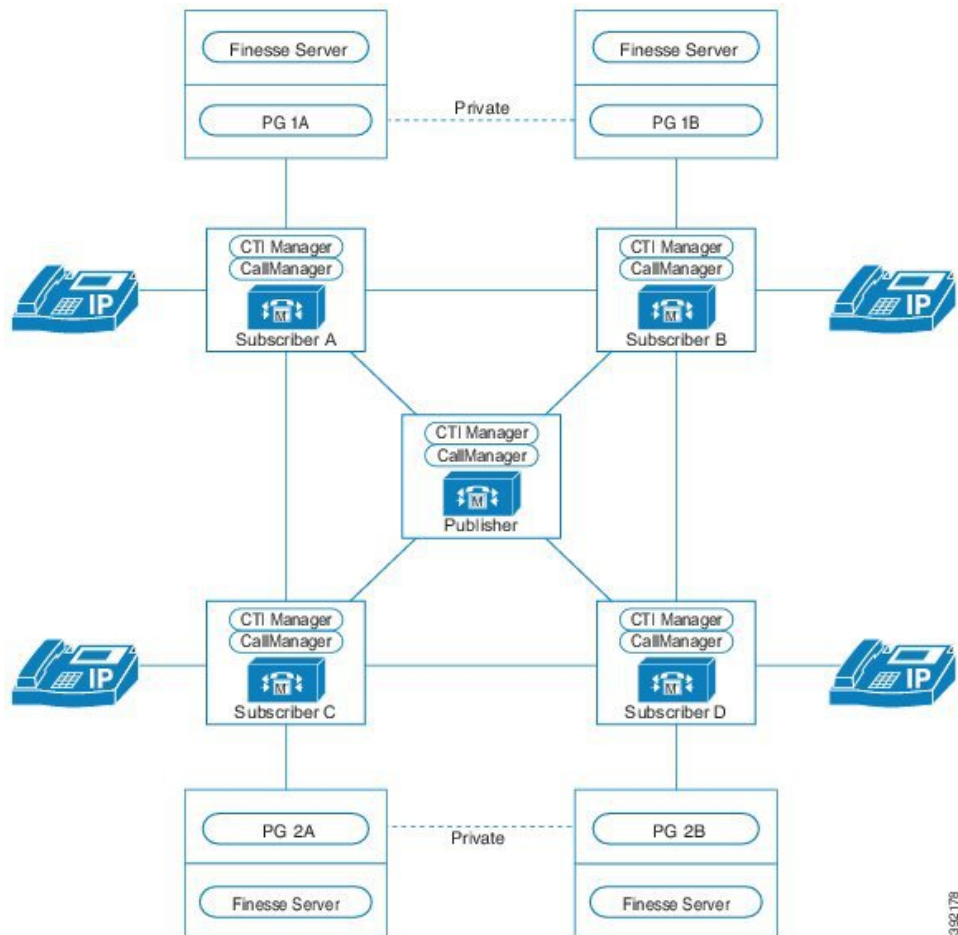 Finesse Server
Finesse Server
PG 1A
Private
PG 1B
CTI Manager
CallManager
M
Subscriber A
IP
CTI Manager
CallManager
M
Subscriber B
IP
CTI Manager
CallManager
M
Publisher
CTI Manager
CallManager
M
Subscriber C
IP
CTI Manager
CallManager
M
Subscriber D
IP
PG 2A
Private
PG 2B
Finesse Server
Finesse Server
392178